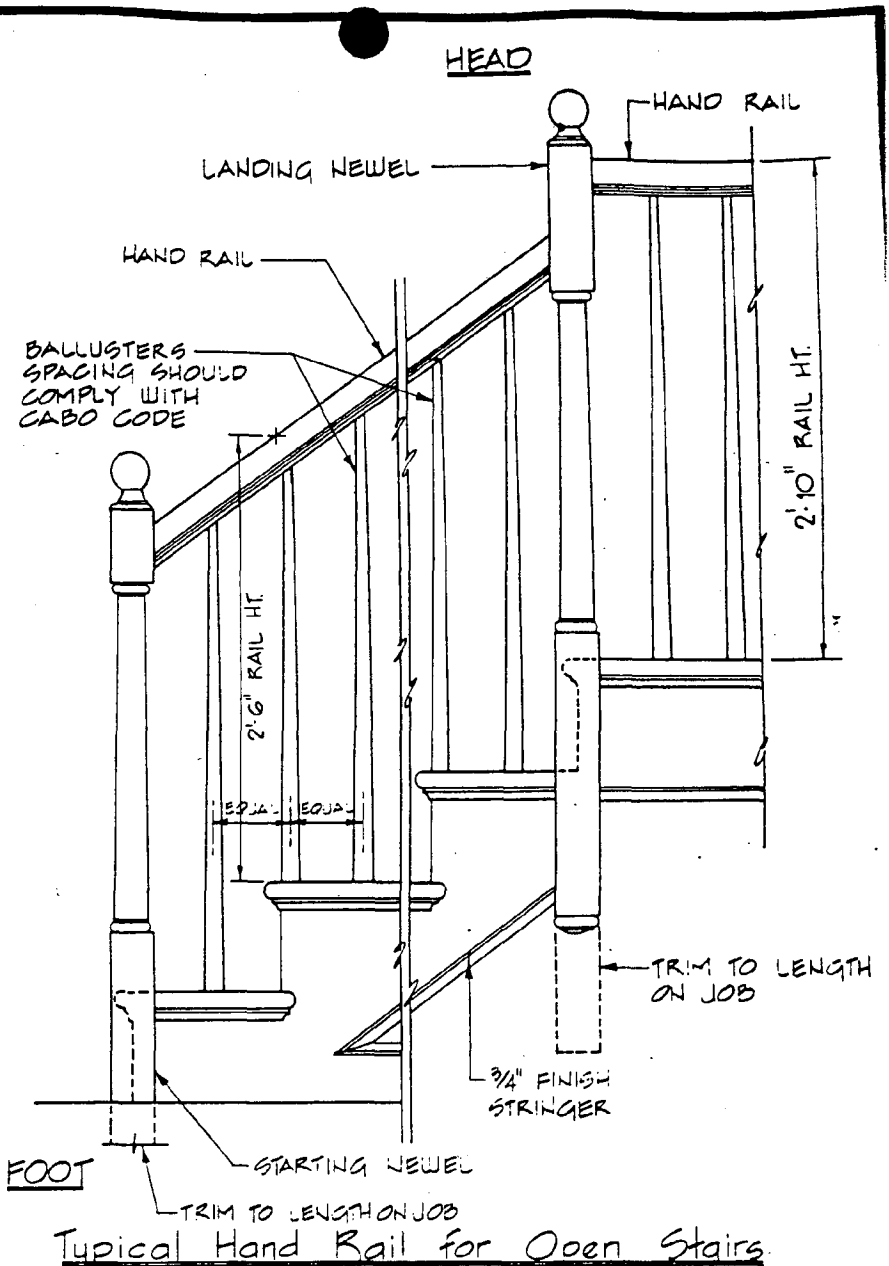 HEAD
HAND RAIL
LANDING NEWEL
HAND RAIL
BALLUSTERS
SPACING SHOULD
COMPLY WITH
CABO CODE
2'-10" RAIL HT.
2'-6" RAIL HT.
EQUAL EQUAL
TRIM TO LENGTH
ON JOB
3/4" FINISH
STRINGER
STARTING NEWEL
FOOT
TRIM TO LENGTH ON JOB
Typical Hand Rail for Open Stairs